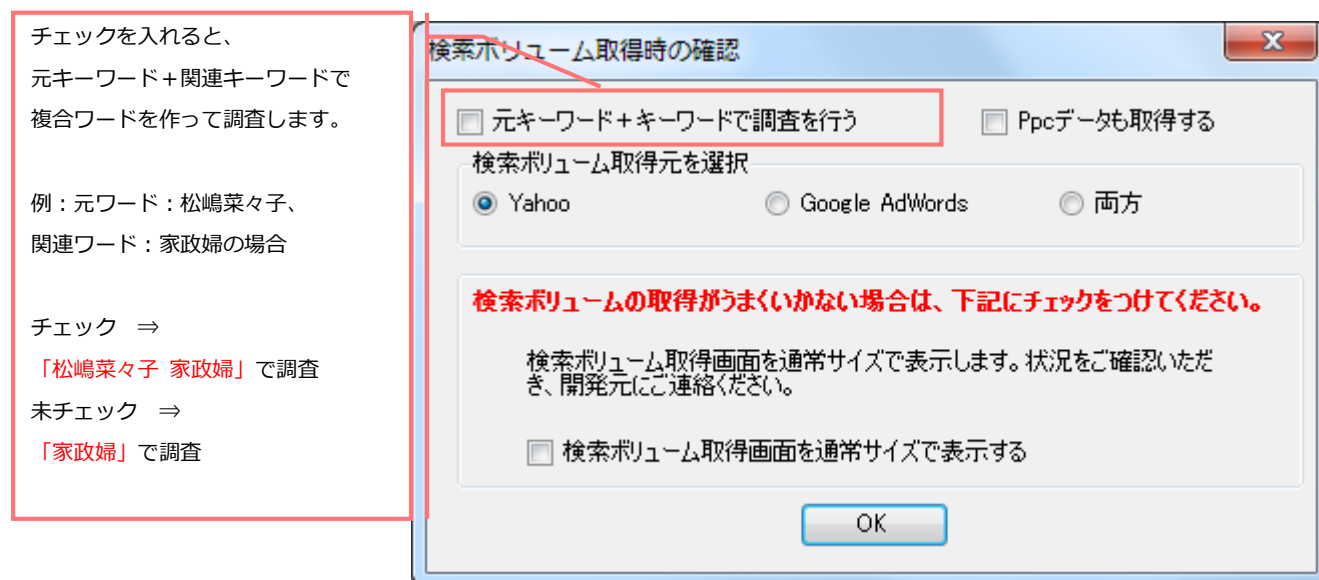 チェックを入れると、
元キーワード＋関連キーワードで
複合ワードを作って調査します。
例：元ワード：松嶋菜々子、
関連ワード：家政婦の場合
チェック　⇒
「松嶋菜々子 家政婦」で調査
未チェック　⇒
「家政婦」で調査
検索ボリューム取得時の確認
元キーワード＋キーワードで調査を行う
Ppcデータも取得する
検索ボリューム取得元を選択
Yahoo
Google AdWords
両方
検索ボリュームの取得がうまくいかない場合は、下記にチェックをつけてください。
検索ボリューム取得画面を通常サイズで表示します。状況をご確認いただ
き、開発元にご連絡ください。
検索ボリューム取得画面を通常サイズで表示する
OK